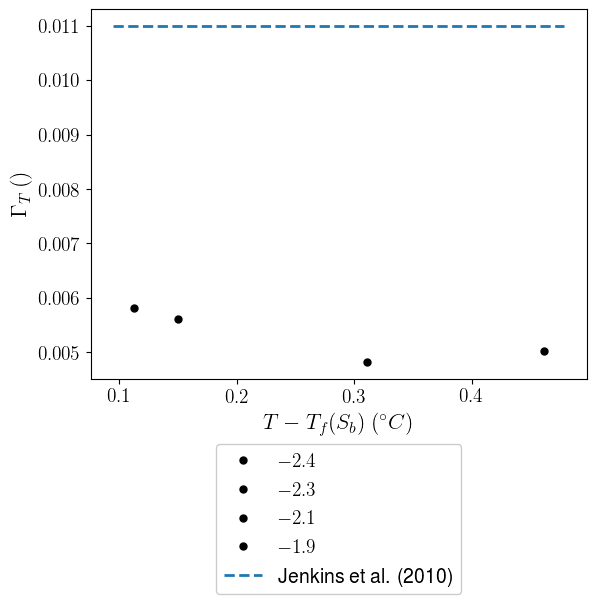 0.011
0.010
0.009
0.008
0.007
0.006
0.005
Γ_T ()
0.1 0.2 0.3 0.4
T − T_f(S_b) (°C)
−2.4
−2.3
−2.1
−1.9
Jenkins et al. (2010)